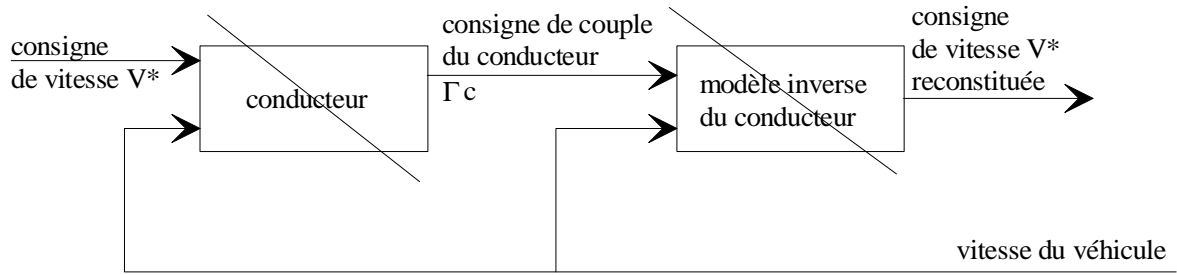 consigne
de vitesse V*
conducteur
consigne de couple
du conducteur
Γc
modèle inverse
du conducteur
consigne
de vitesse V*
reconstituée
vitesse du véhicule